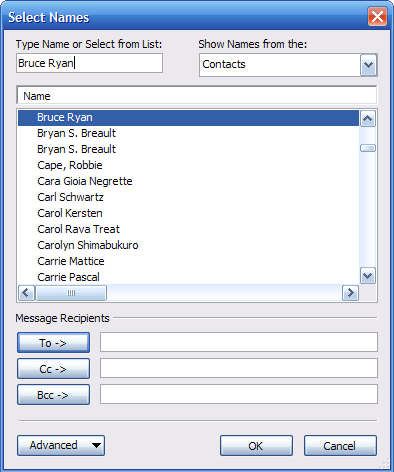 Select Names
Type Name or Select from List:
Show Names from the:
Bruce Ryan
Contacts
Name
Bruce Ryan
Bryan S. Breault
Bryan S. Breault
Cape, Robbie
Cara Gioia Negrette
Carl Schwartz
Carol Kersten
Carol Rava Treat
Carolyn Shimabukuro
Carrie Mattice
Carrie Pascal
Message Recipients
To ->
Cc ->
Bcc ->
Advanced
OK
Cancel